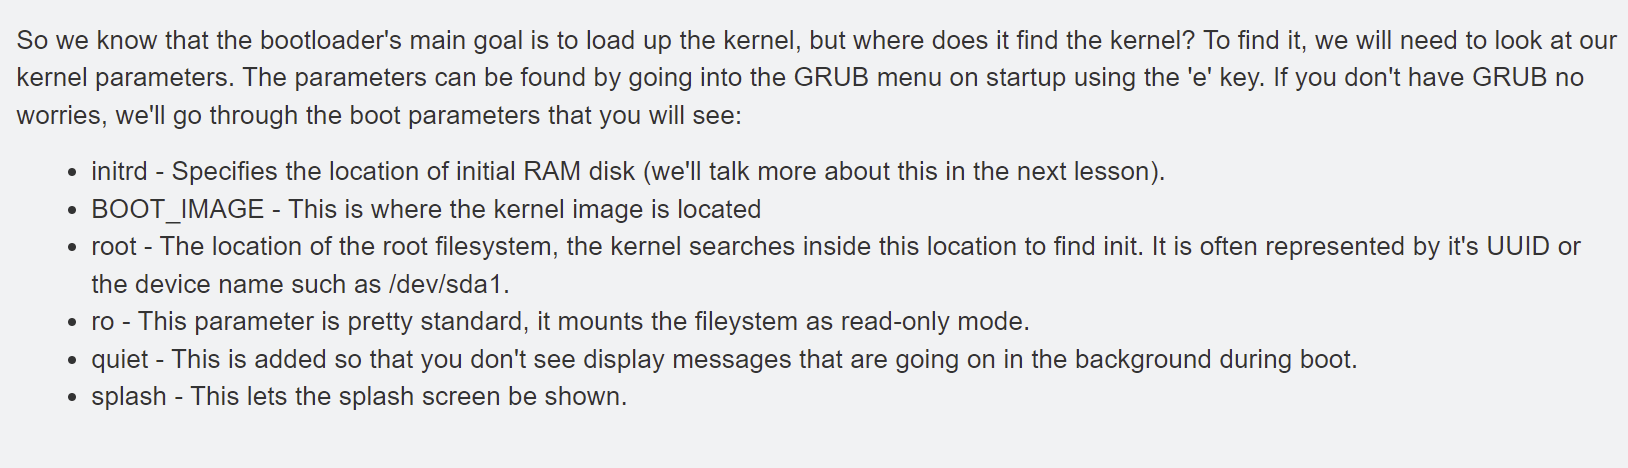 So we know that the bootloader's main goal is to load up the kernel, but where does it find the kernel? To find it, we will need to look at our
kernel parameters. The parameters can be found by going into the GRUB menu on startup using the 'e' key. If you don't have GRUB no
worries, we'll go through the boot parameters that you will see:
• initrd - Specifies the location of initial RAM disk (we'll talk more about this in the next lesson).
• BOOT_IMAGE - This is where the kernel image is located
• root - The location of the root filesystem, the kernel searches inside this location to find init. It is often represented by it's UUID or
the device name such as /dev/sda1.
• ro - This parameter is pretty standard, it mounts the fileystem as read-only mode.
• quiet - This is added so that you don't see display messages that are going on in the background during boot.
• splash - This lets the splash screen be shown.